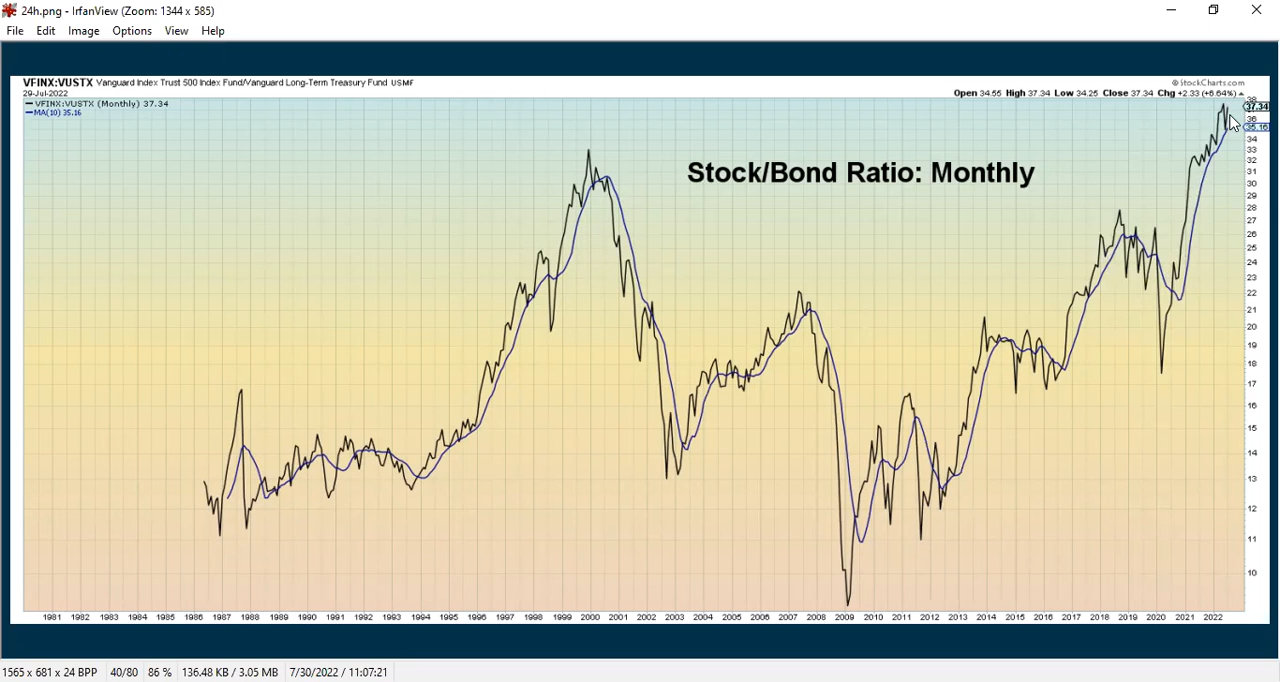 24h.png - IrfanView (Zoom: 1344 x 585)
File Edit Image Options View Help
VFINX:VUSTX Vanguard Index Trust 500 Index Fund/Vanguard Long-Term Treasury Fund USMF
© StockCharts.com
29-Jul-2022
Open 34.55 High 37.34 Low 34.25 Close 37.34 Chg +2.33 (+6.64%)
VFINX:VUSTX (Monthly) 37.34
MA(10) 35.16
Stock/Bond Ratio: Monthly
38
37.34
36
35.16
34
33
32
31
30
29
28
27
26
25
24
23
22
21
20
19
18
17
16
15
14
13
12
11
10
1981 1982 1983 1984 1985 1986 1987 1988 1989 1990 1991 1992 1993 1994 1995 1996 1997 1998 1999 2000 2001 2002 2003 2004 2005 2006 2007 2008 2009 2010 2011 2012 2013 2014 2015 2016 2017 2018 2019 2020 2021 2022
1565 x 681 x 24 BPP 40/80 86 % 136.48 KB / 3.05 MB 7/30/2022 / 11:07:21